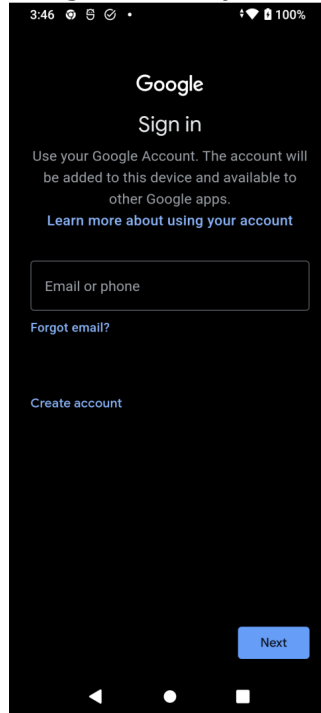 3:46
100%
Google
Sign in
Use your Google Account. The account will
be added to this device and available to
other Google apps.
Learn more about using your account
Email or phone
Forgot email?
Create account
Next